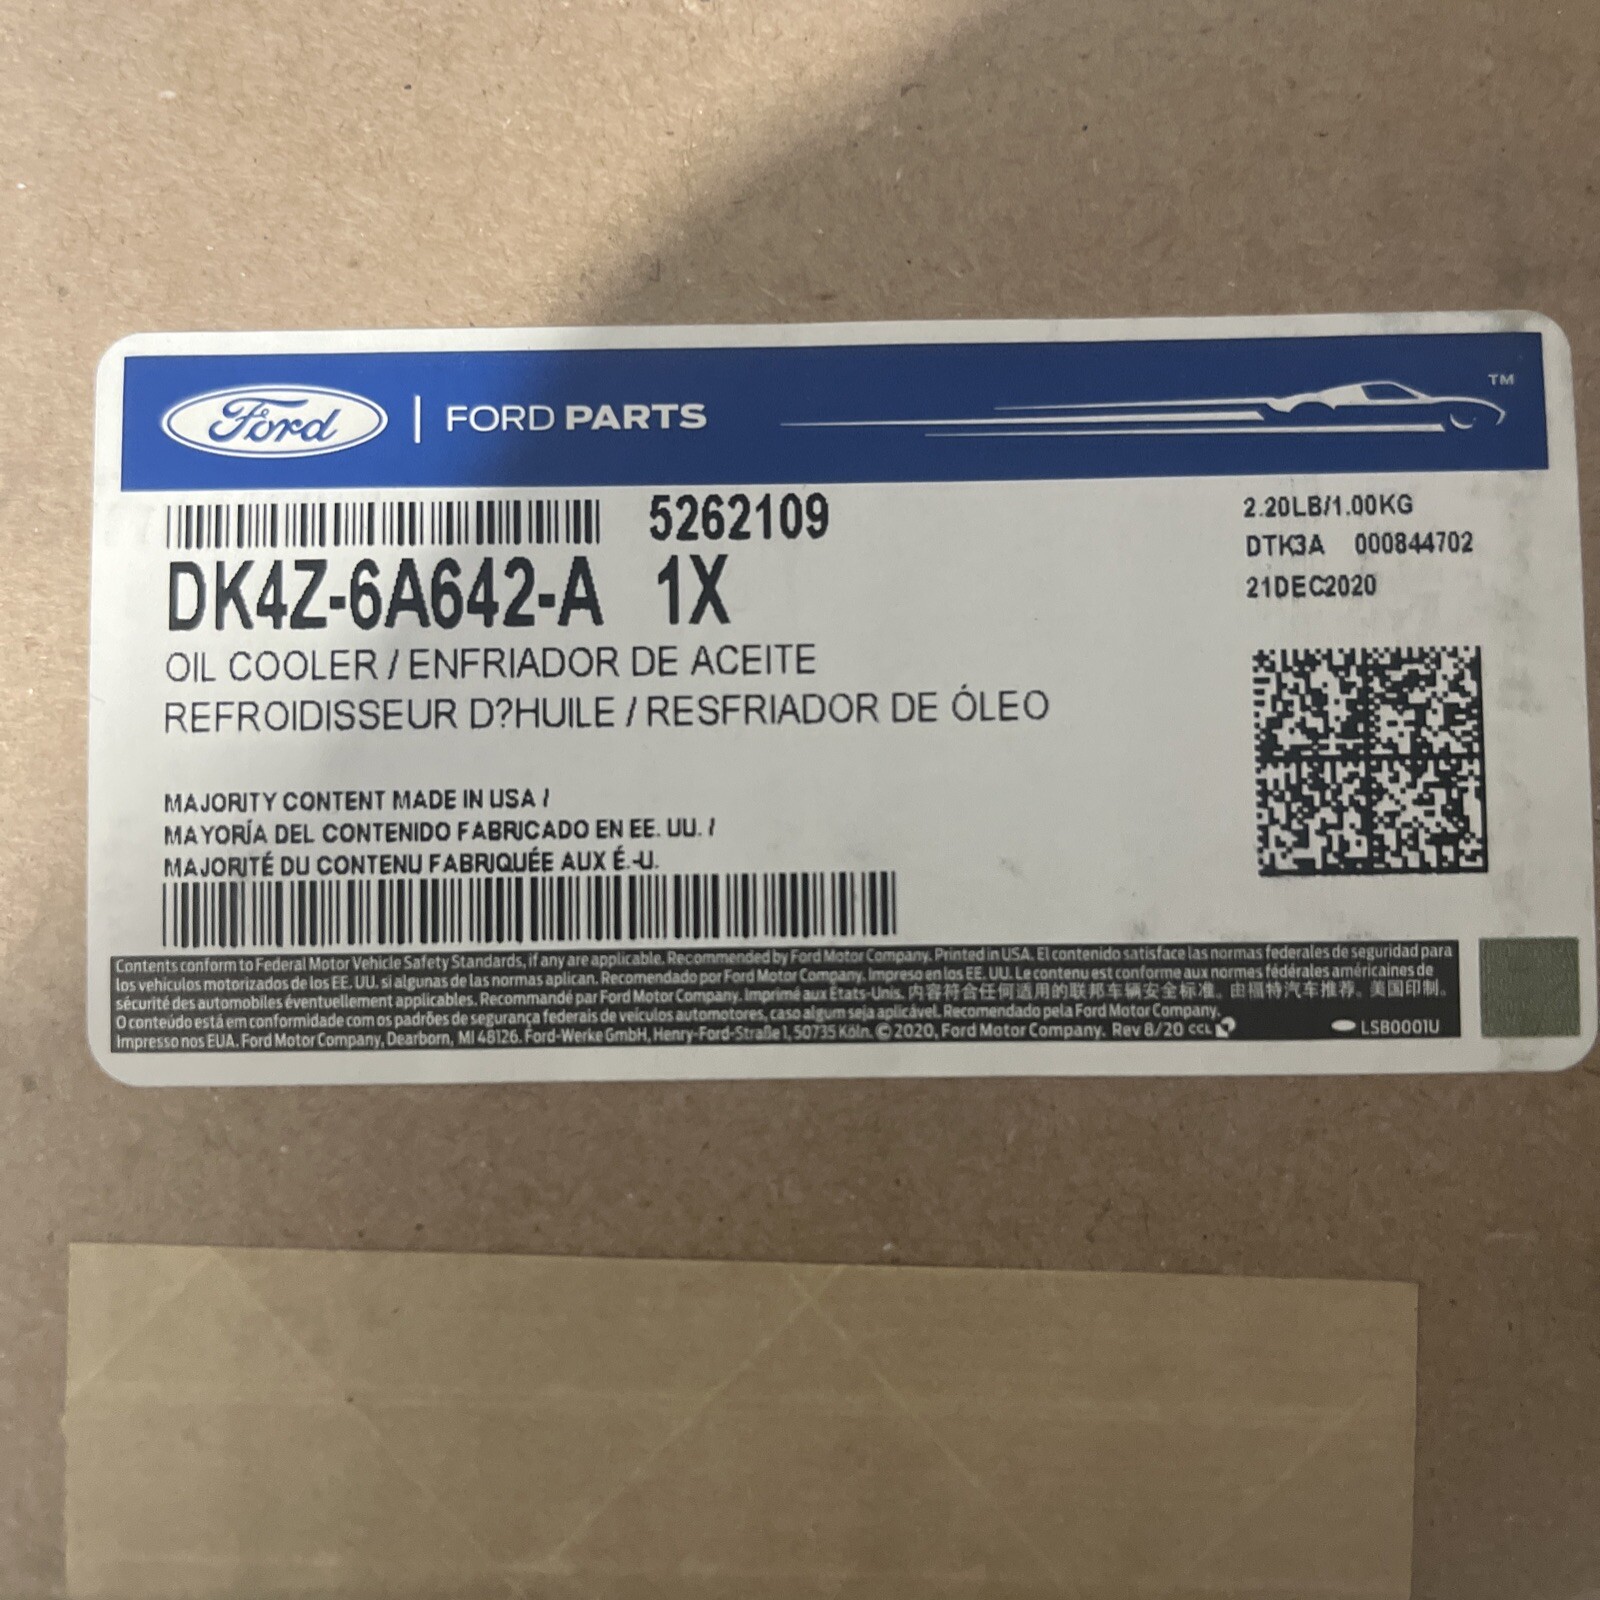 Ford | FORD PARTS TM
5262109
DK4Z-6A642-A 1X
OIL COOLER / ENFRIADOR DE ACEITE
REFROIDISSEUR D?HUILE / RESFRIADOR DE ÓLEO
2.20LB/1.00KG
DTK3A 000844702
21DEC2020
MAJORITY CONTENT MADE IN USA /
MAYORÍA DEL CONTENIDO FABRICADO EN EE. UU. /
MAJORITÉ DU CONTENU FABRIQUÉE AUX É.-U.
Contents conform to Federal Motor Vehicle Safety Standards, if any are applicable. Recommended by Ford Motor Company. Printed in USA. El contenido satisface las normas federales de seguridad para
los vehículos motorizados de los EE. UU. si algunas de las normas aplican. Recomendado por Ford Motor Company. Impreso en los EE. UU. Le contenu est conforme aux normes fédérales américaines de
sécurité des automobiles éventuellement applicables. Recommandé par Ford Motor Company. Imprimé aux États-Unis. 内容符合任何适用的联邦车辆安全标准。由福特汽车推荐。美国印制。
O conteúdo está em conformidade com os padrões de segurança federais de veículos automotores, caso algum seja aplicável. Recomendado pela Ford Motor Company.
Impresso nos EUA. Ford Motor Company, Dearborn, MI 48126. Ford-Werke GmbH, Henry-Ford-Straße 1, 50735 Köln. © 2020, Ford Motor Company. Rev 8/20 CCL LSB0001U